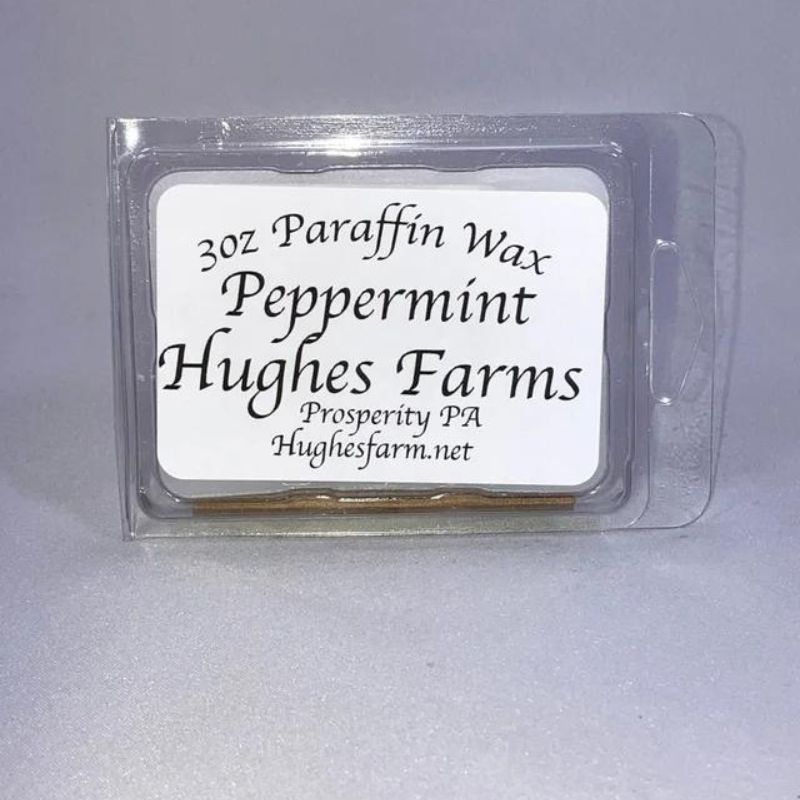 3oz Paraffin Wax
Peppermint
Hughes Farms
Prosperity PA
Hughesfarm.net